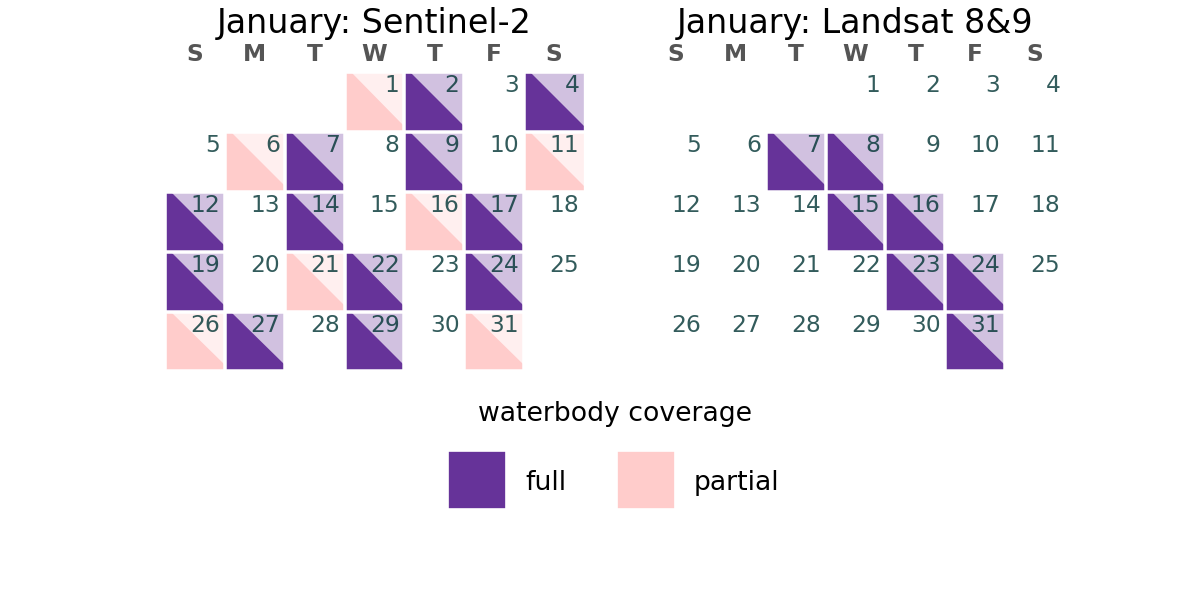 January: Sentinel-2
S M T W T F S
1 2 3 4
5 6 7 8 9 10 11
12 13 14 15 16 17 18
19 20 21 22 23 24 25
26 27 28 29 30 31
January: Landsat 8&9
S M T W T F S
1 2 3 4
5 6 7 8 9 10 11
12 13 14 15 16 17 18
19 20 21 22 23 24 25
26 27 28 29 30 31
waterbody coverage
full
partial